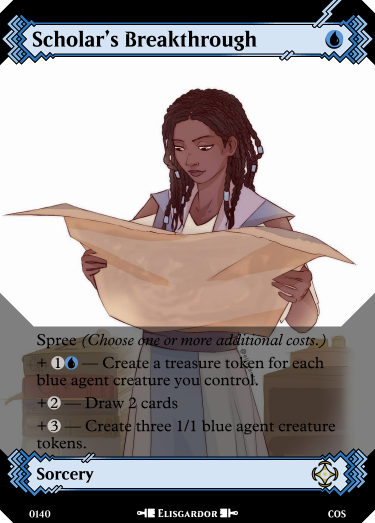 Scholar's Breakthrough
Spree (Choose one or more additional costs.)
+ 1 — Create a treasure token for each
blue agent creature you control.
+ 2 — Draw 2 cards
+ 3 — Create three 1/1 blue agent creature
tokens.
Sorcery
0140 Elisgardor COS